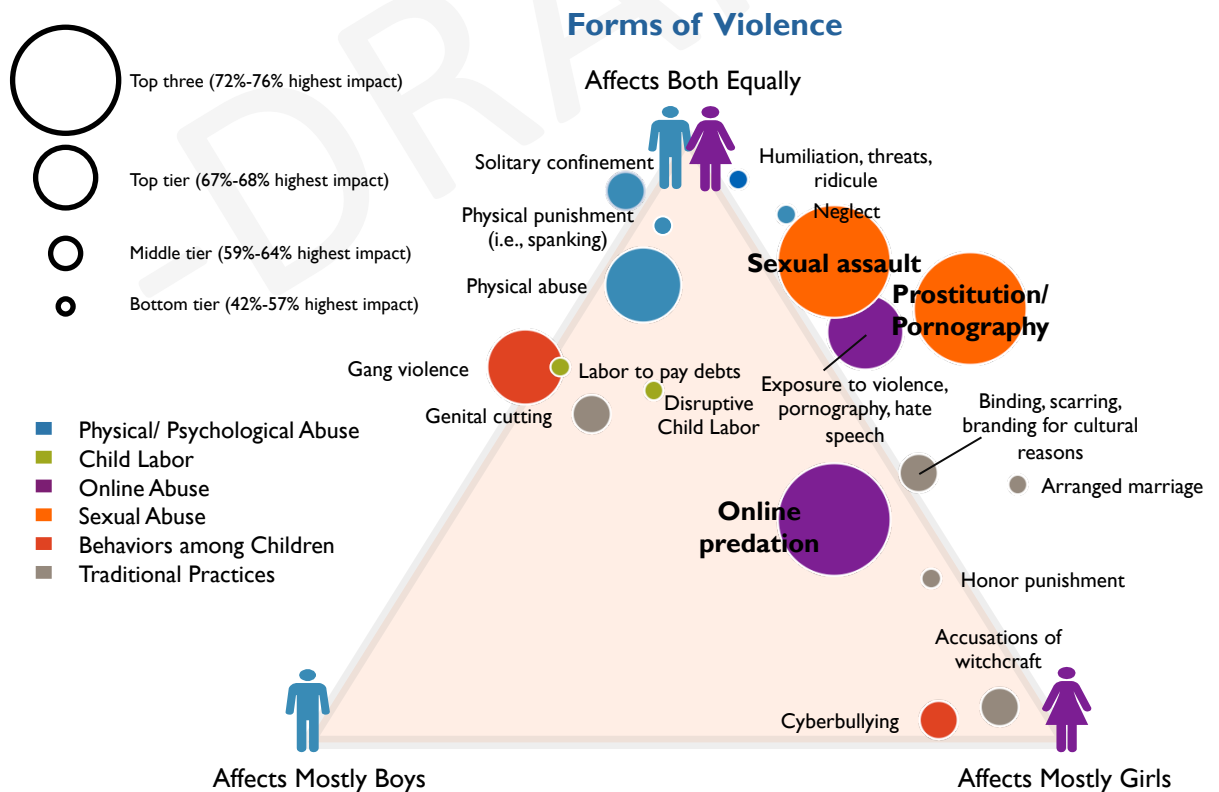 Forms of Violence
Affects Both Equally
Top three (72%-76% highest impact)
Top tier (67%-68% highest impact)
Middle tier (59%-64% highest impact)
Bottom tier (42%-57% highest impact)
Solitary confinement
Humiliation, threats,
ridicule
Physical punishment
(i.e., spanking)
Neglect
Sexual assault
Physical abuse
Prostitution/
Pornography
Gang violence
Labor to pay debts
Exposure to violence,
pornography, hate
speech
Genital cutting
Disruptive
Child Labor
Binding, scarring,
branding for cultural
reasons
Arranged marriage
Physical/ Psychological Abuse
Child Labor
Online Abuse
Sexual Abuse
Behaviors among Children
Traditional Practices
Online
predation
Honor punishment
Accusations of
witchcraft
Cyberbullying
Affects Mostly Boys
Affects Mostly Girls